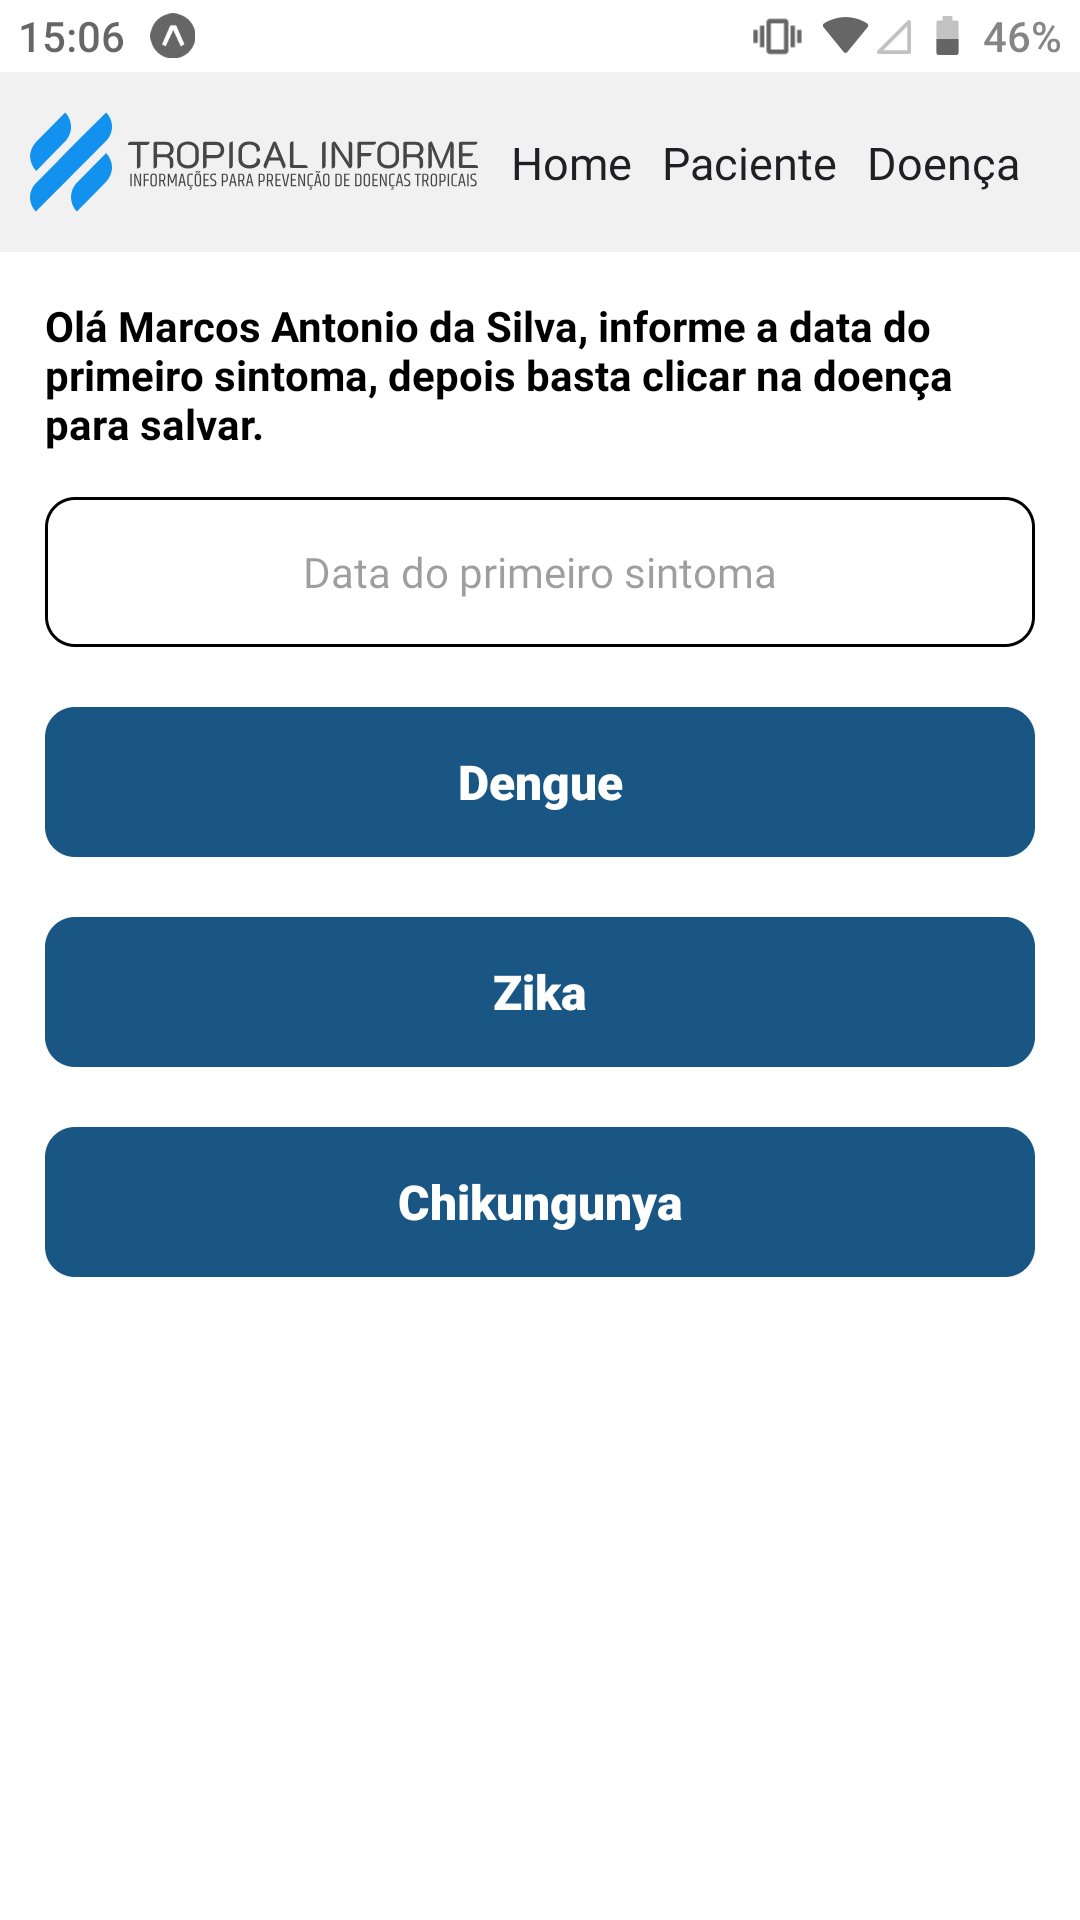 15:06
46%
TROPICAL INFORME
INFORMAÇÕES PARA PREVENÇÃO DE DOENÇAS TROPICAIS
Home Paciente Doença
Olá Marcos Antonio da Silva, informe a data do
primeiro sintoma, depois basta clicar na doença
para salvar.
Data do primeiro sintoma
Dengue
Zika
Chikungunya